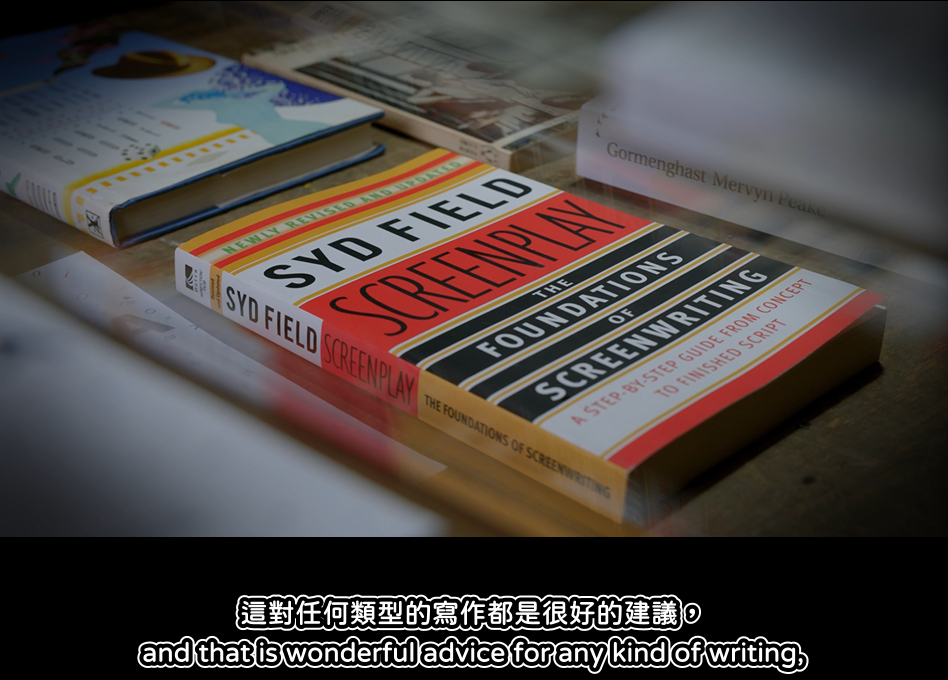 Gormenghast Mervyn Peake
NEWLY REVISED AND UPDATED
SYD FIELD
SCREENPLAY
THE
FOUNDATIONS
OF
SCREENWRITING
A STEP-BY-STEP GUIDE FROM CONCEPT
TO FINISHED SCRIPT
SYD FIELD SCREENPLAY THE FOUNDATIONS OF SCREENWRITING
這對任何類型的寫作都是很好的建議，
and that is wonderful advice for any kind of writing,